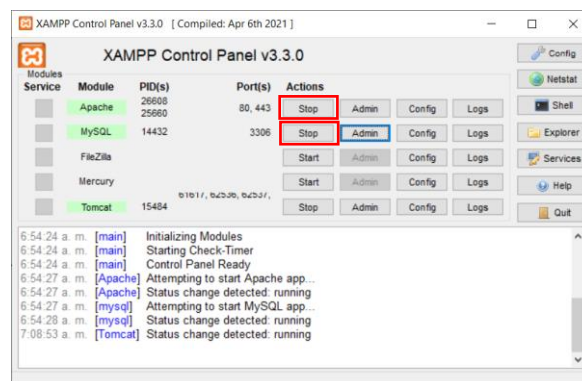 XAMPP Control Panel v3.3.0 [ Compiled: Apr 6th 2021 ]
XAMPP Control Panel v3.3.0
Config
Modules
Service Module PID(s) Port(s) Actions
Netstat
Apache 26608 25660 80, 443 Stop Admin Config Logs
Shell
MySQL 14432 3306 Stop Admin Config Logs
Explorer
FileZilla Start Admin Config Logs
Services
Mercury Start Admin Config Logs
Help
61617, 62536, 62537,
Tomcat 15484 Stop Admin Config Logs
Quit
6:54:24 a. m. [main] Initializing Modules
6:54:24 a. m. [main] Starting Check-Timer
6:54:24 a. m. [main] Control Panel Ready
6:54:27 a. m. [Apache] Attempting to start Apache app...
6:54:27 a. m. [Apache] Status change detected: running
6:54:27 a. m. [mysql] Attempting to start MySQL app...
6:54:28 a. m. [mysql] Status change detected: running
7:08:53 a. m. [Tomcat] Status change detected: running